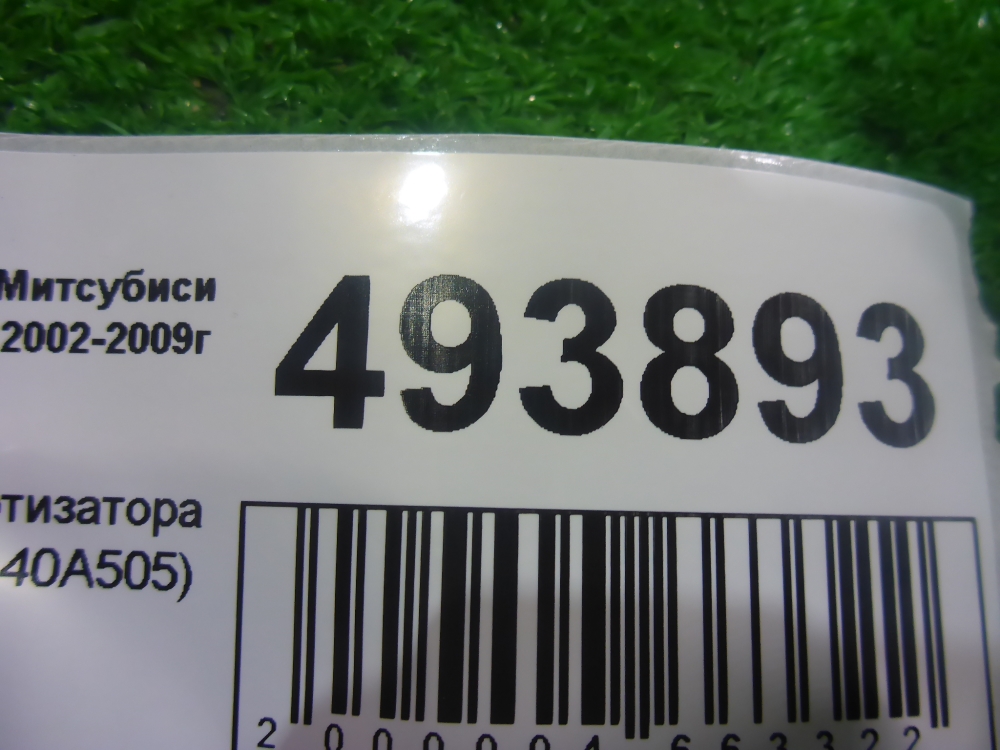 Митсубиси
2002-2009г
493893
тизатора
40A505)
2 000004 663322